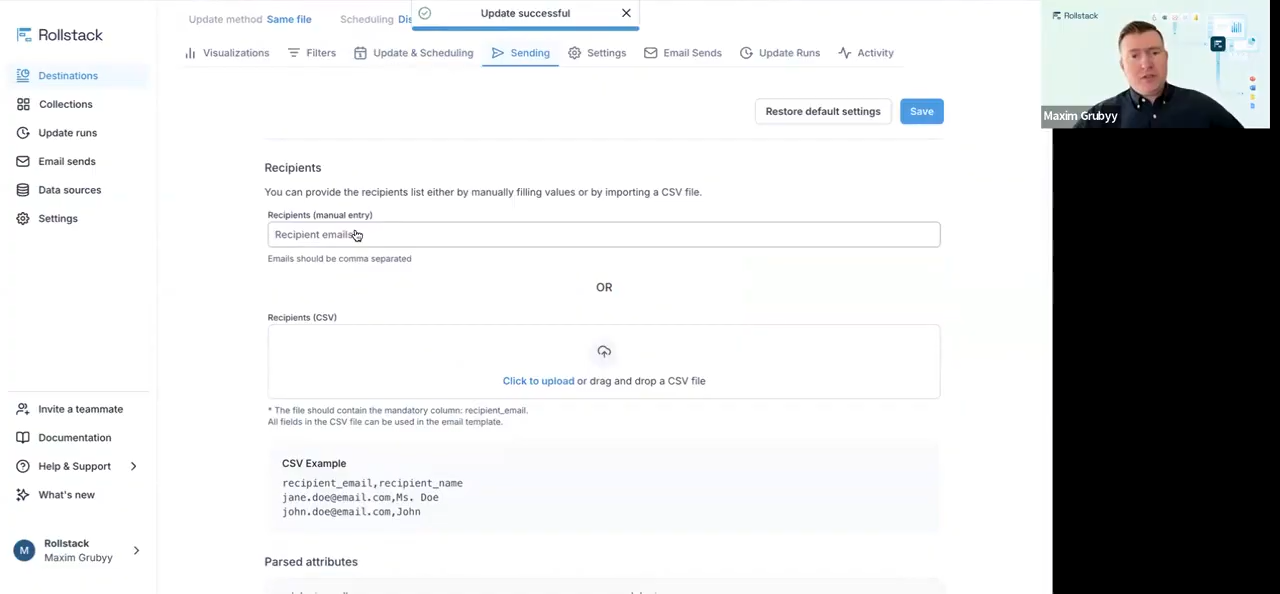 Update method Same file Scheduling Dis
Update successful
Rollstack
Visualizations Filters Update & Scheduling Sending Settings Email Sends Update Runs Activity
Destinations
Collections
Update runs
Email sends
Data sources
Settings
Restore default settings Save
Recipients
You can provide the recipients list either by manually filling values or by importing a CSV file.
Recipients (manual entry)
Recipient emails
Emails should be comma separated
OR
Recipients (CSV)
Click to upload or drag and drop a CSV file
* The file should contain the mandatory column: recipient_email.
All fields in the CSV file can be used in the email template.
CSV Example
recipient_email,recipient_name
jane.doe@email.com,Ms. Doe
john.doe@email.com,John
Parsed attributes
Invite a teammate
Documentation
Help & Support
What's new
M
Rollstack
Maxim Grubyy
Rollstack
Maxim Grubyy